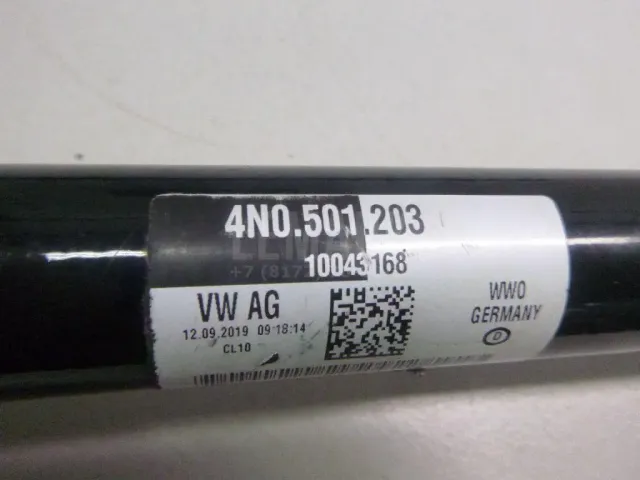 4N0.501.203
10043168
VW AG
12.09.2019 09:18:14
CL10
WWO
GERMANY
D